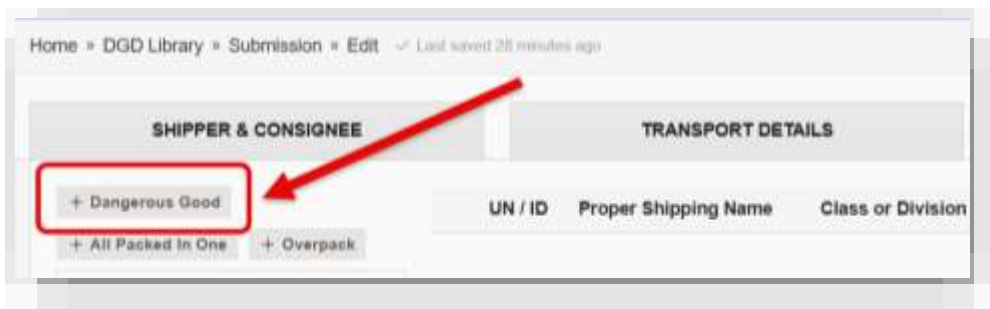 Home » DGD Library » Submission » Edit ✓ Last saved 28 minutes ago
SHIPPER & CONSIGNEE TRANSPORT DETAILS
+ Dangerous Good
UN / ID Proper Shipping Name Class or Division
+ All Packed In One + Overpack